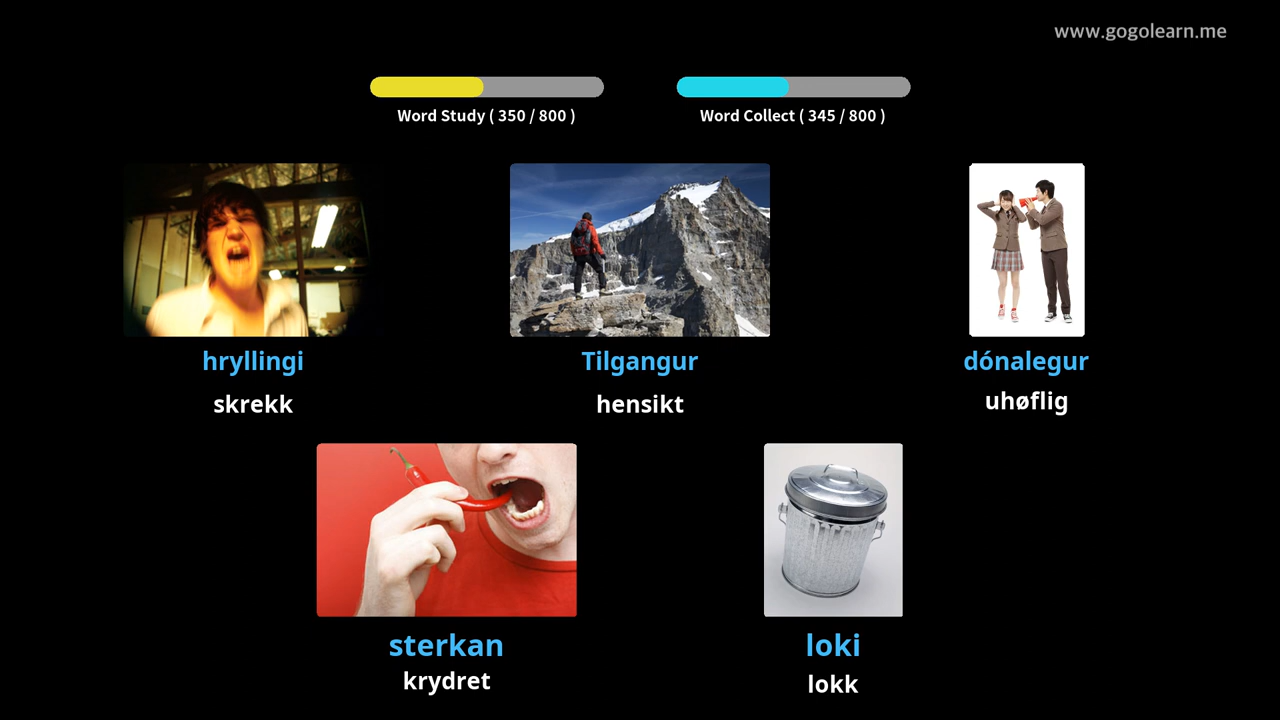 www.gogolearn.me
Word Study ( 350 / 800 )
Word Collect ( 345 / 800 )
hryllingi
skrekk
Tilgangur
hensikt
dónalegur
uhøflig
sterkan
krydret
loki
lokk